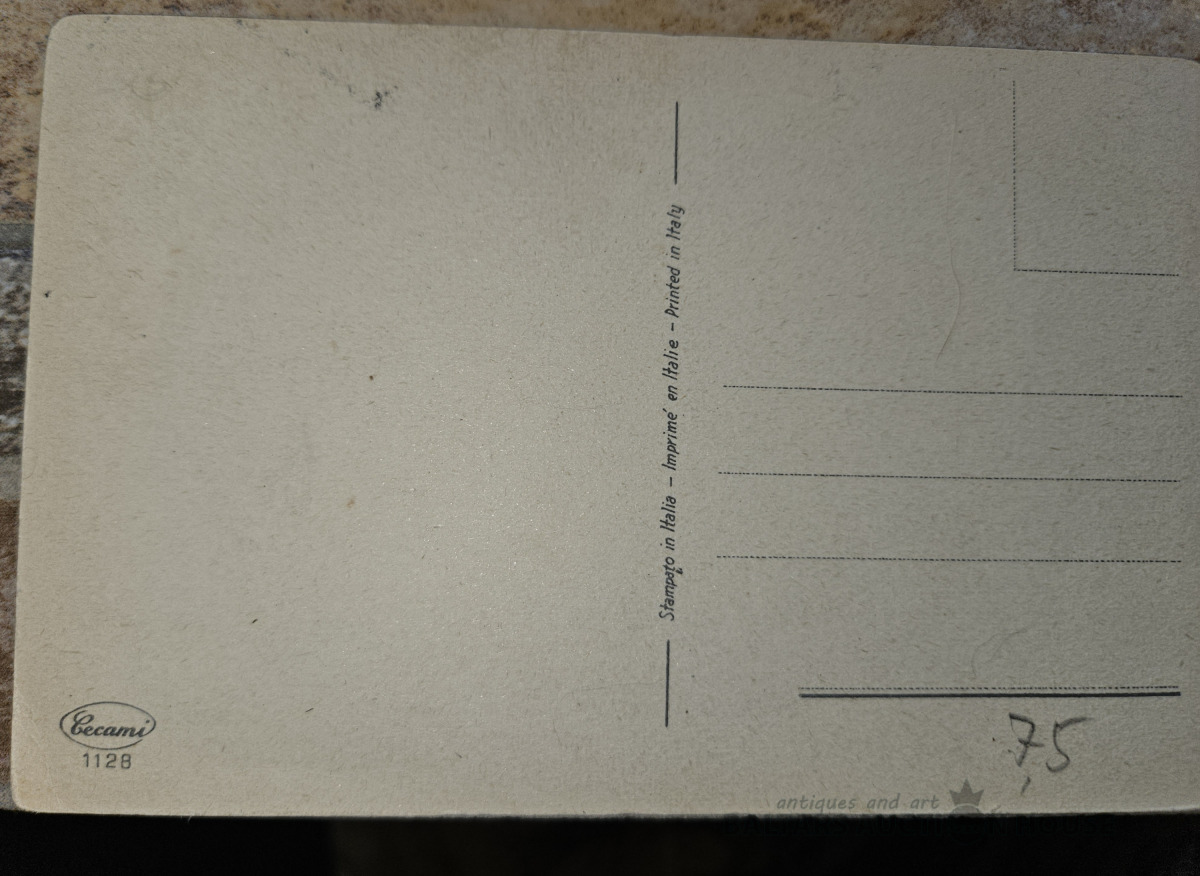 Stampato in Italia – Imprimé en Italie – Printed in Italy
Cecami
1128
75
antiques and art